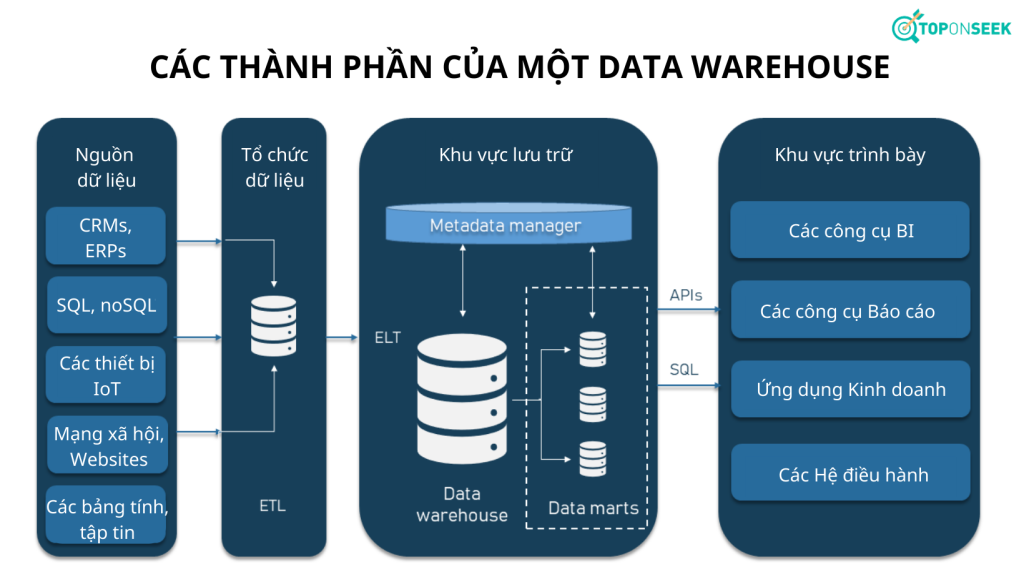 TOPONSEEK
CÁC THÀNH PHẦN CỦA MỘT DATA WAREHOUSE
Nguồn
dữ liệu
CRMs,
ERPs
SQL, noSQL
Các thiết bị
IoT
Mạng xã hội,
Websites
Các bảng tính,
tập tin
Tổ chức
dữ liệu
ETL
Khu vực lưu trữ
Metadata manager
ELT
Data
warehouse
Data marts
APIs
SQL
Khu vực trình bày
Các công cụ BI
Các công cụ Báo cáo
Ứng dụng Kinh doanh
Các Hệ điều hành